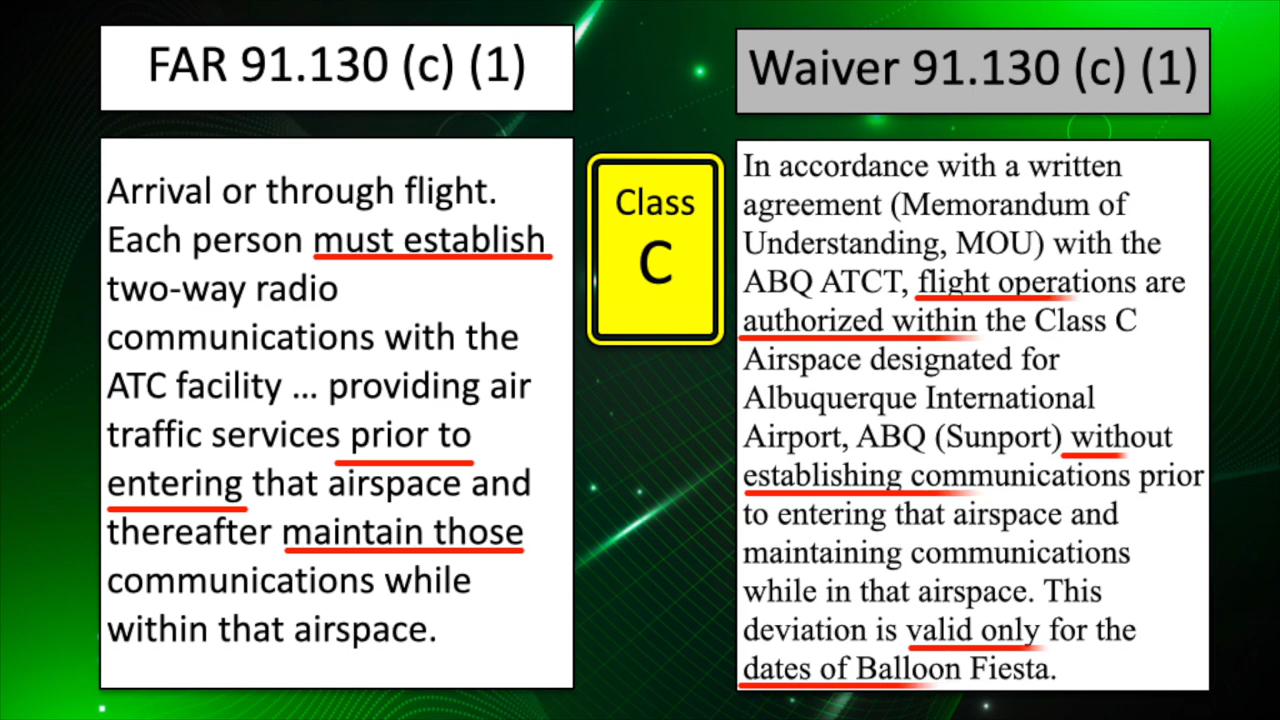 FAR 91.130 (c) (1)
Arrival or through flight.
Each person must establish
two-way radio
communications with the
ATC facility ... providing air
traffic services prior to
entering that airspace and
thereafter maintain those
communications while
within that airspace.
Class
C
Waiver 91.130 (c) (1)
In accordance with a written
agreement (Memorandum of
Understanding, MOU) with the
ABQ ATCT, flight operations are
authorized within the Class C
Airspace designated for
Albuquerque International
Airport, ABQ (Sunport) without
establishing communications prior
to entering that airspace and
maintaining communications
while in that airspace. This
deviation is valid only for the
dates of Balloon Fiesta.